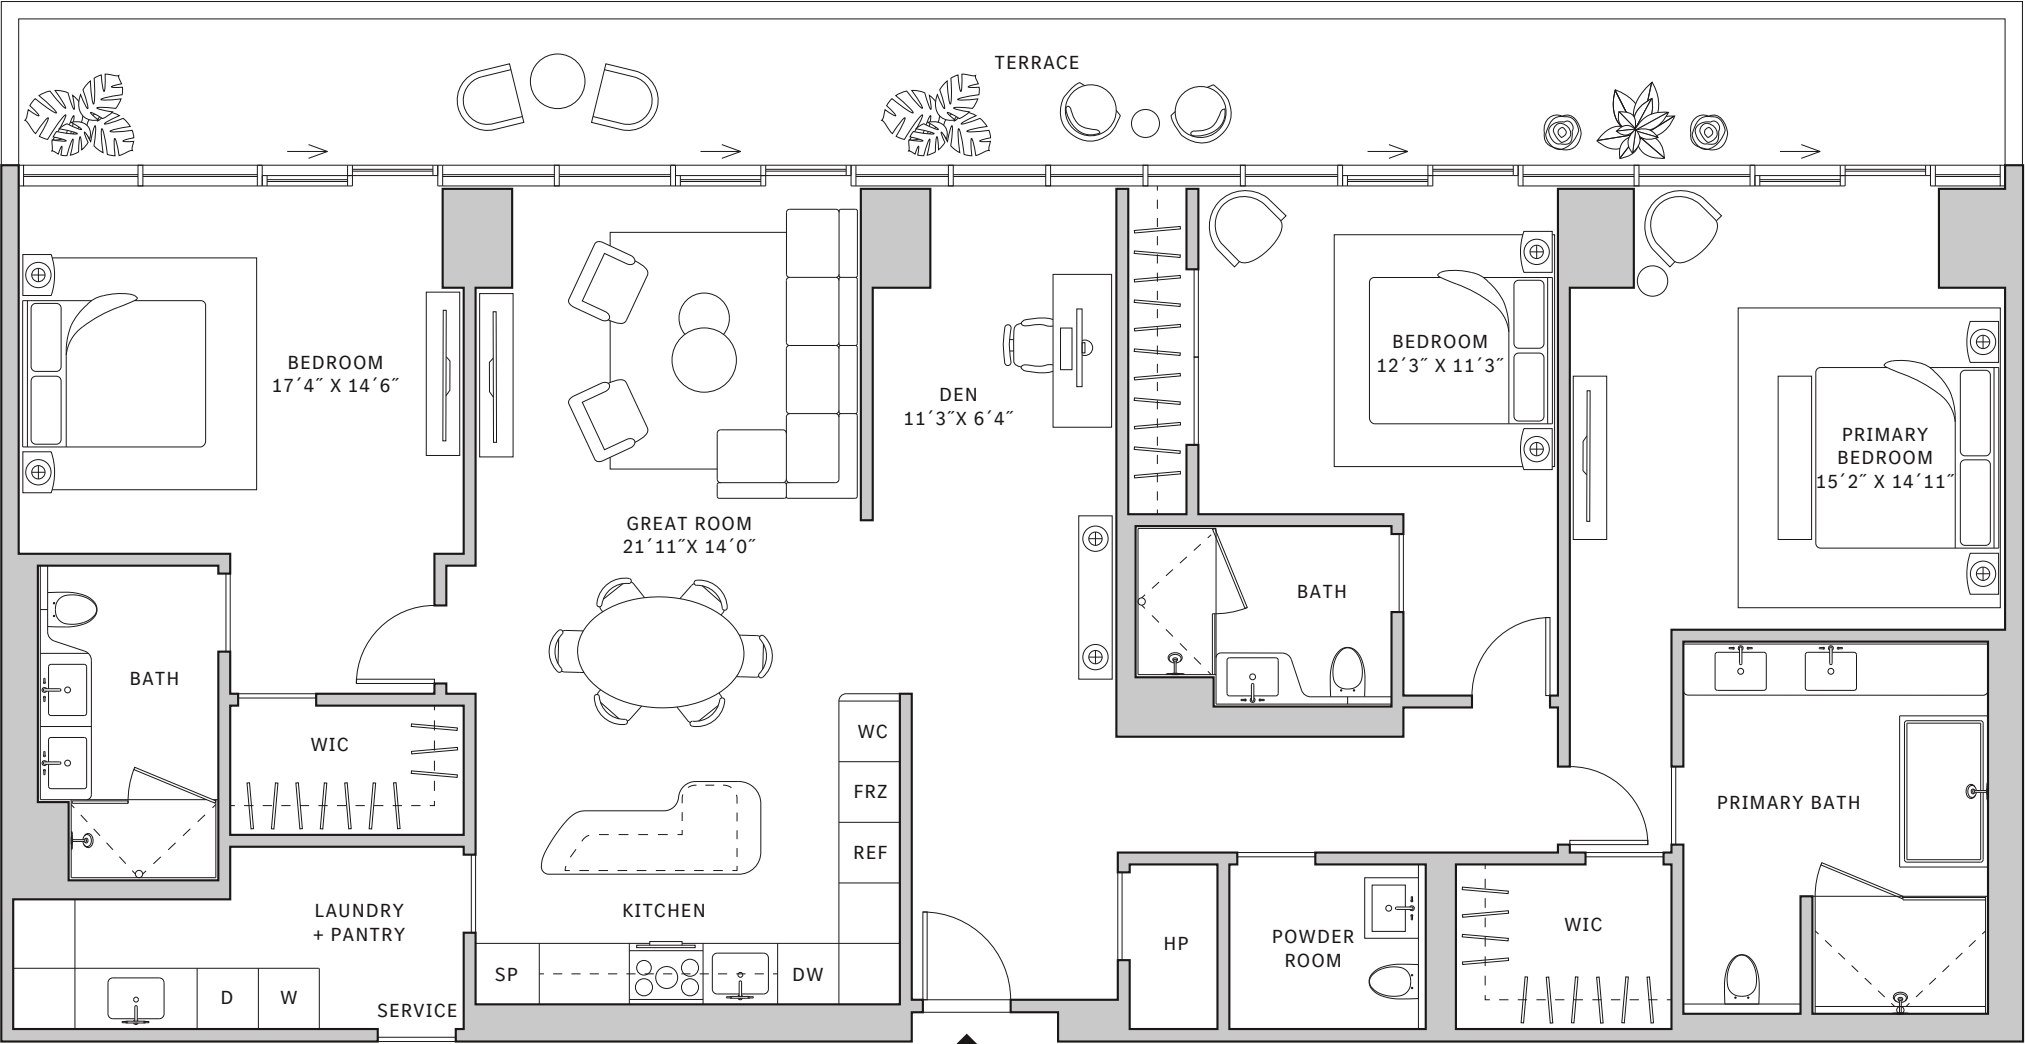 TERRACE
BEDROOM
17´4˝ X 14´6˝
GREAT ROOM
21´11˝X 14´0˝
DEN
11´3˝X 6´4˝
BEDROOM
12´3˝ X 11´3˝
PRIMARY
BEDROOM
15´2˝ X 14´11˝
BATH
BATH
WIC
WC
FRZ
REF
PRIMARY BATH
LAUNDRY
+ PANTRY
KITCHEN
SP
DW
D
W
SERVICE
HP
POWDER
ROOM
WIC